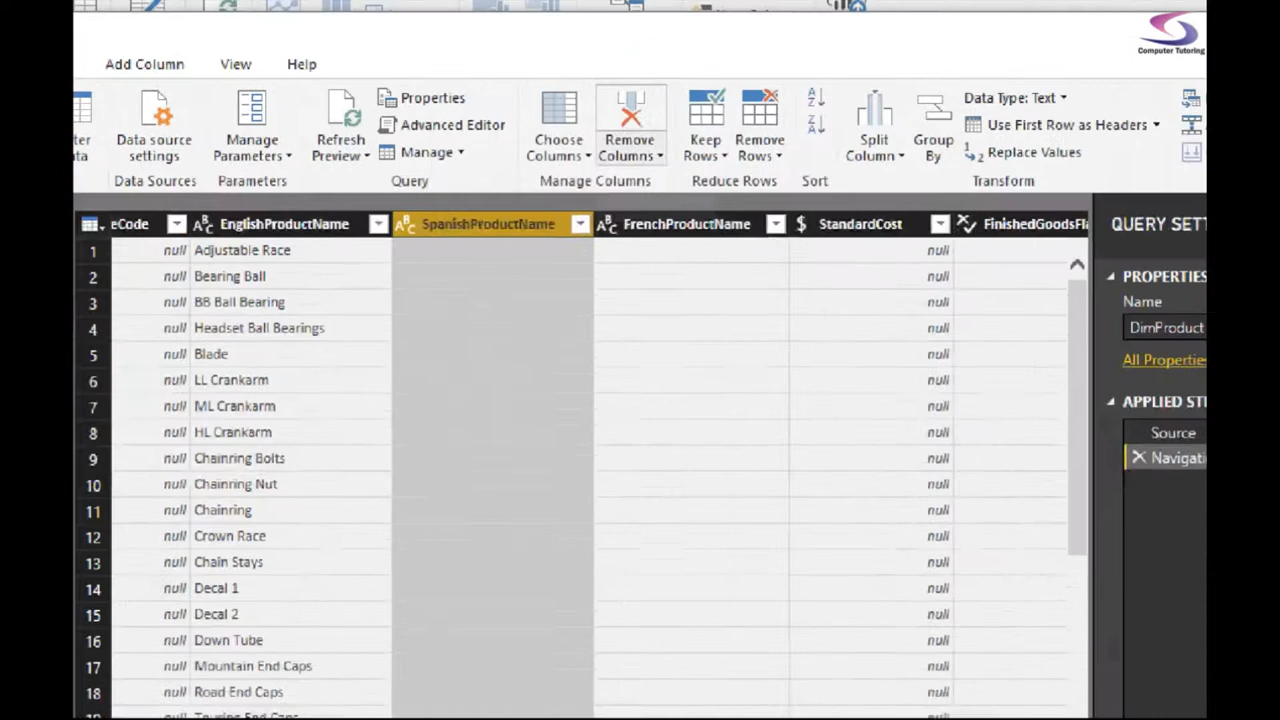 Computer Tutoring
Add Column View Help
Data source settings
Manage Parameters
Refresh Preview
Properties
Advanced Editor
Manage
Choose Columns
Remove Columns
Keep Rows
Remove Rows
Split Column
Group By
Data Type: Text
Use First Row as Headers
Replace Values
Data Sources Parameters Query Manage Columns Reduce Rows Sort Transform
eCode EnglishProductName SpanishProductName FrenchProductName StandardCost FinishedGoodsFla
1 null Adjustable Race null
2 null Bearing Ball null
3 null BB Ball Bearing null
4 null Headset Ball Bearings null
5 null Blade null
6 null LL Crankarm null
7 null ML Crankarm null
8 null HL Crankarm null
9 null Chainring Bolts null
10 null Chainring Nut null
11 null Chainring null
12 null Crown Race null
13 null Chain Stays null
14 null Decal 1 null
15 null Decal 2 null
16 null Down Tube null
17 null Mountain End Caps null
18 null Road End Caps null
Touring End Caps
QUERY SETT
PROPERTIES
Name
DimProduct
All Properties
APPLIED STE
Source
Navigati